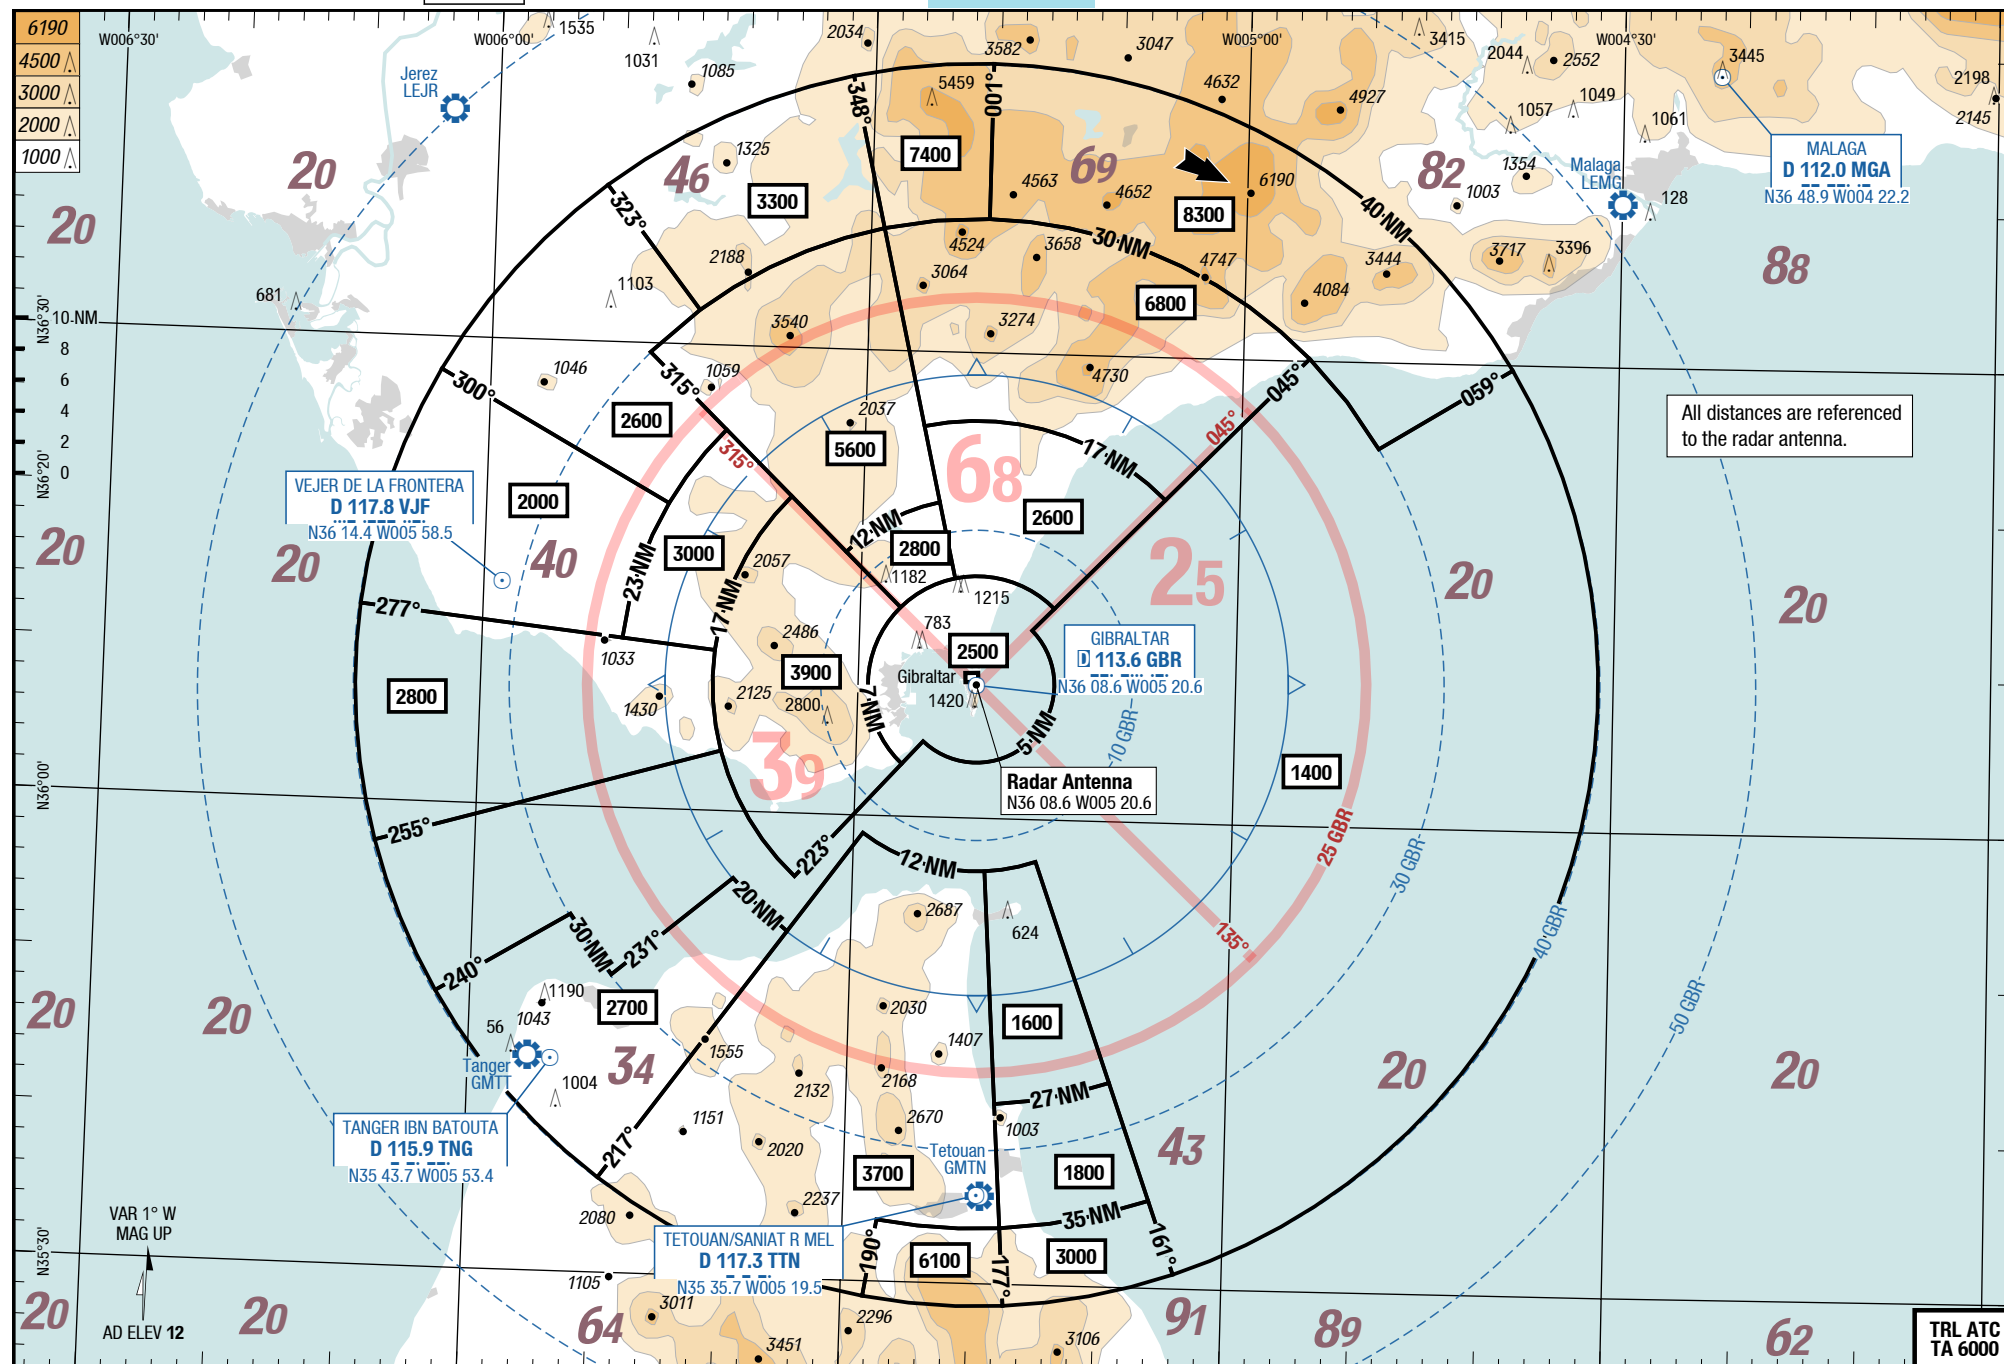 6190
4500
3000
2000
1000
W006°30'
W006°00'
W005°00'
W004°30'
1535
1031
1085
2034
3582
3047
3415
2044
2552
3445
2198
2145
Jerez
LEJR
5459
001°
348°
4632
4927
1057
1049
1061
MALAGA
D 112.0 MGA
N36 48.9 W004 22.2
20
46
1325
7400
69
6190
82
1354
1003
Malaga
LEMG
128
3300
4563
4652
8300
40 NM
20
323°
2188
1103
4524
3658
30 NM
4747
3444
3717
3396
88
3064
6800
4084
681
N36°30'
10 NM
8
6
4
2
0
3540
3274
1046
1059
4730
300°
315°
045°
059°
2600
2037
5600
17 NM
045°
All distances are referenced
to the radar antenna.
315°
68
N36°20'
VEJER DE LA FRONTERA
D 117.8 VJF
N36 14.4 W005 58.5
2000
12 NM
2600
2800
20
20
40
3000
2057
1182
25
20
20
23 NM
17 NM
1215
277°
783
2500
GIBRALTAR
D 113.6 GBR
N36 08.6 W005 20.6
1033
2486
3900
Gibraltar
1420
2800
1430
2125
2800
7 NM
5 NM
10 GBR
39
Radar Antenna
N36 08.6 W005 20.6
1400
N36°00'
255°
223°
12 NM
25 GBR
30 GBR
20 NM
2687
624
135°
40 GBR
30 NM
231°
240°
1190
1043
2700
2030
1600
50 GBR
20
20
56
Tanger
GMTT
34
1555
1407
20
20
1004
2132
2168
27 NM
TANGER IBN BATOUTA
D 115.9 TNG
N35 43.7 W005 53.4
1151
2670
1003
217°
2020
Tetouan
GMTN
43
3700
1800
VAR 1° W
MAG UP
2080
2237
35 NM
N35°30'
TETOUAN/SANIAT R MEL
D 117.3 TTN
N35 35.7 W005 19.5
190°
6100
177°
3000
161°
1105
AD ELEV 12
20
20
64
3011
3451
2296
3106
91
89
62
TRL ATC
TA 6000